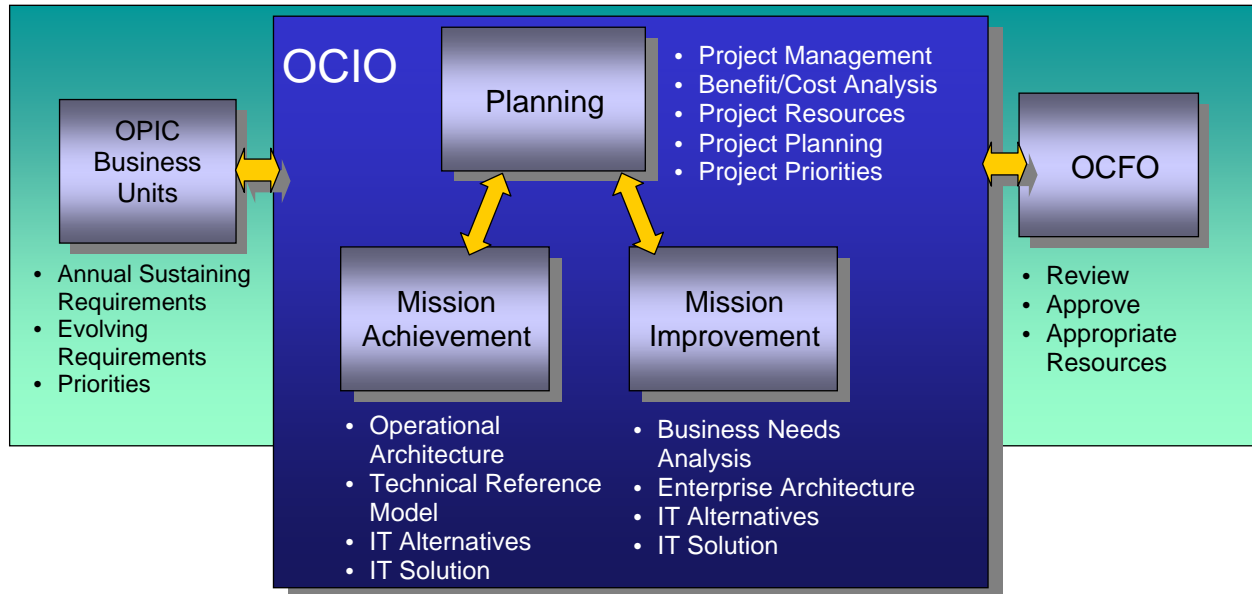 OCIO
Planning
• Project Management
• Benefit/Cost Analysis
• Project Resources
• Project Planning
• Project Priorities
OPIC
Business
Units
• Annual Sustaining
Requirements
• Evolving
Requirements
• Priorities
Mission
Achievement
• Operational
Architecture
• Technical Reference
Model
• IT Alternatives
• IT Solution
Mission
Improvement
• Business Needs
Analysis
• Enterprise Architecture
• IT Alternatives
• IT Solution
OCFO
• Review
• Approve
• Appropriate
Resources